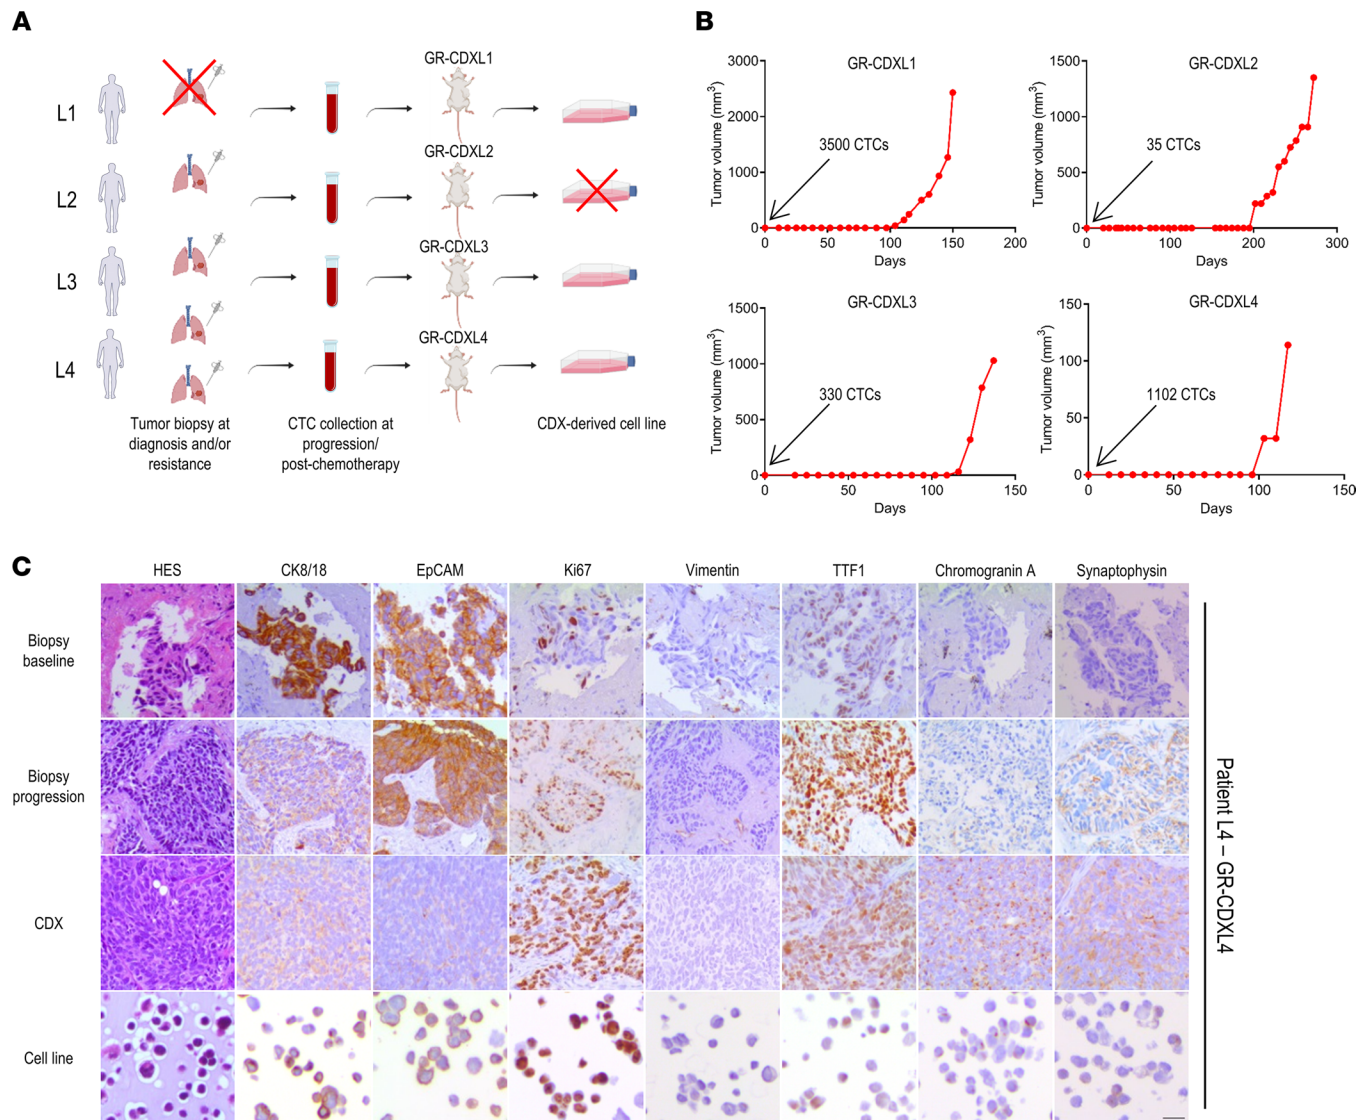 A
L1
L2
L3
L4
GR-CDXL1
GR-CDXL2
GR-CDXL3
GR-CDXL4
Tumor biopsy at
diagnosis and/or
resistance
CTC collection at
progression/
post-chemotherapy
CDX-derived cell line
B
GR-CDXL1
Tumor volume (mm³)
3000
2000
1000
0
3500 CTCs
0 50 100 150 200
Days
GR-CDXL2
Tumor volume (mm³)
1500
1000
500
0
35 CTCs
0 100 200 300
Days
GR-CDXL3
Tumor volume (mm³)
1500
1000
500
0
330 CTCs
0 50 100 150
Days
GR-CDXL4
Tumor volume (mm³)
150
100
50
0
1102 CTCs
0 50 100 150
Days
C
HES CK8/18 EpCAM Ki67 Vimentin TTF1 Chromogranin A Synaptophysin
Biopsy
baseline
Biopsy
progression
CDX
Cell line
Patient L4 – GR-CDXL4